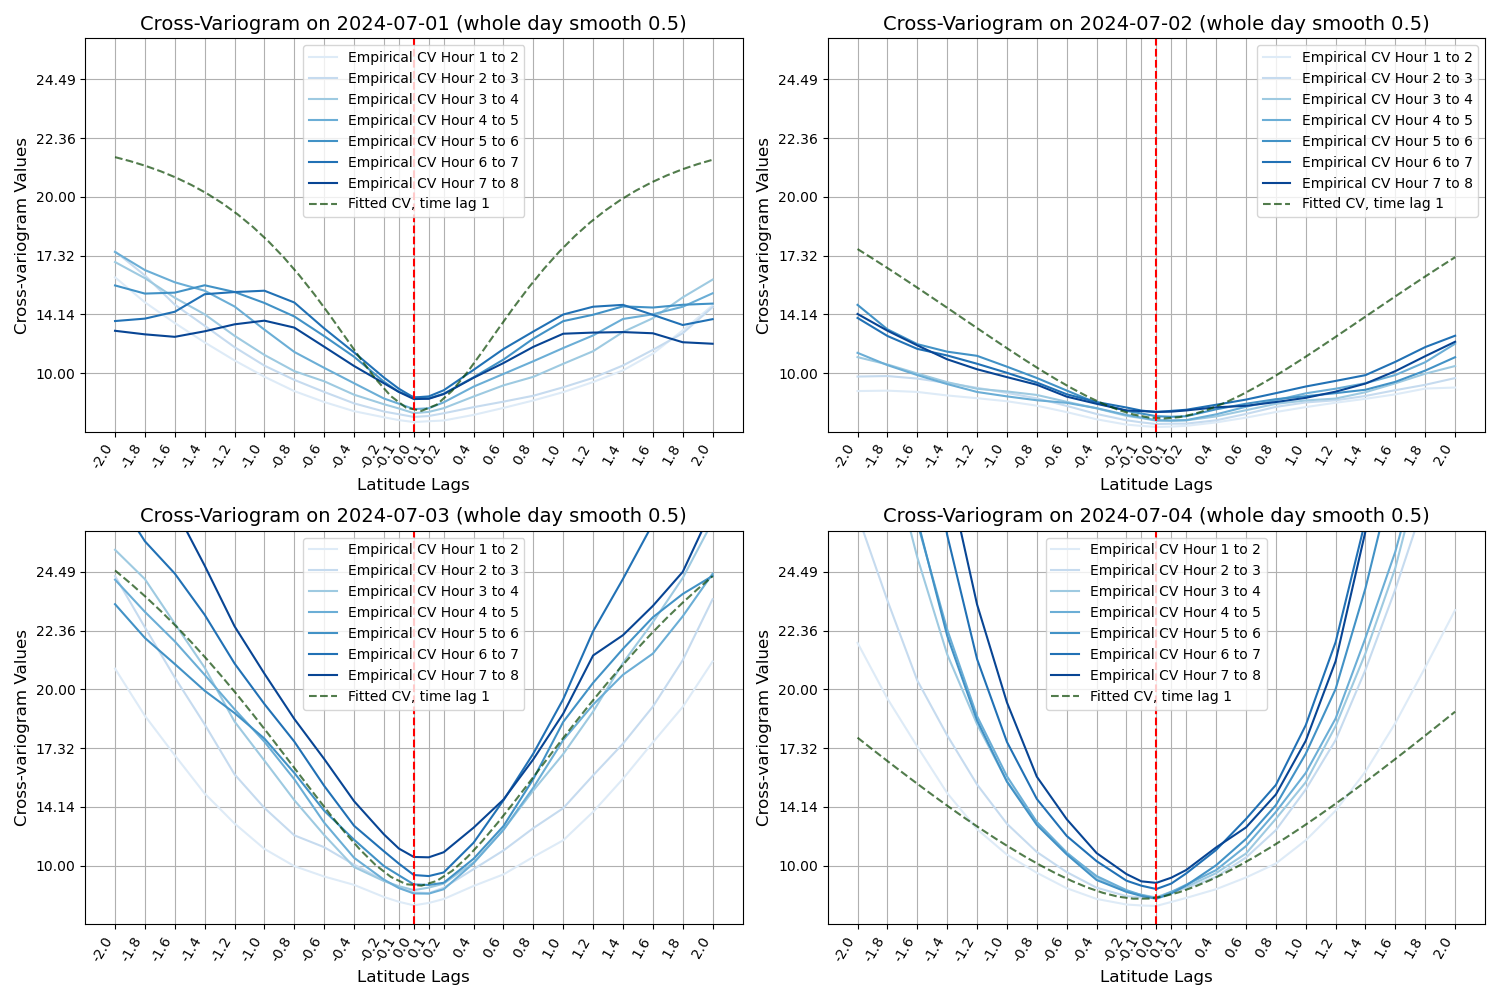 Cross-Variogram on 2024-07-01 (whole day smooth 0.5)
Cross-variogram Values
24.49
22.36
20.00
17.32
14.14
10.00
Empirical CV Hour 1 to 2
Empirical CV Hour 2 to 3
Empirical CV Hour 3 to 4
Empirical CV Hour 4 to 5
Empirical CV Hour 5 to 6
Empirical CV Hour 6 to 7
Empirical CV Hour 7 to 8
Fitted CV, time lag 1
-2.0 -1.8 -1.6 -1.4 -1.2 -1.0 -0.8 -0.6 -0.4 -0.2 -0.1 0.0 0.1 0.2 0.4 0.6 0.8 1.0 1.2 1.4 1.6 1.8 2.0
Latitude Lags
Cross-Variogram on 2024-07-02 (whole day smooth 0.5)
Cross-variogram Values
24.49
22.36
20.00
17.32
14.14
10.00
Empirical CV Hour 1 to 2
Empirical CV Hour 2 to 3
Empirical CV Hour 3 to 4
Empirical CV Hour 4 to 5
Empirical CV Hour 5 to 6
Empirical CV Hour 6 to 7
Empirical CV Hour 7 to 8
Fitted CV, time lag 1
-2.0 -1.8 -1.6 -1.4 -1.2 -1.0 -0.8 -0.6 -0.4 -0.2 -0.1 0.0 0.1 0.2 0.4 0.6 0.8 1.0 1.2 1.4 1.6 1.8 2.0
Latitude Lags
Cross-Variogram on 2024-07-03 (whole day smooth 0.5)
Cross-variogram Values
24.49
22.36
20.00
17.32
14.14
10.00
Empirical CV Hour 1 to 2
Empirical CV Hour 2 to 3
Empirical CV Hour 3 to 4
Empirical CV Hour 4 to 5
Empirical CV Hour 5 to 6
Empirical CV Hour 6 to 7
Empirical CV Hour 7 to 8
Fitted CV, time lag 1
-2.0 -1.8 -1.6 -1.4 -1.2 -1.0 -0.8 -0.6 -0.4 -0.2 -0.1 0.0 0.1 0.2 0.4 0.6 0.8 1.0 1.2 1.4 1.6 1.8 2.0
Latitude Lags
Cross-Variogram on 2024-07-04 (whole day smooth 0.5)
Cross-variogram Values
24.49
22.36
20.00
17.32
14.14
10.00
Empirical CV Hour 1 to 2
Empirical CV Hour 2 to 3
Empirical CV Hour 3 to 4
Empirical CV Hour 4 to 5
Empirical CV Hour 5 to 6
Empirical CV Hour 6 to 7
Empirical CV Hour 7 to 8
Fitted CV, time lag 1
-2.0 -1.8 -1.6 -1.4 -1.2 -1.0 -0.8 -0.6 -0.4 -0.2 -0.1 0.0 0.1 0.2 0.4 0.6 0.8 1.0 1.2 1.4 1.6 1.8 2.0
Latitude Lags